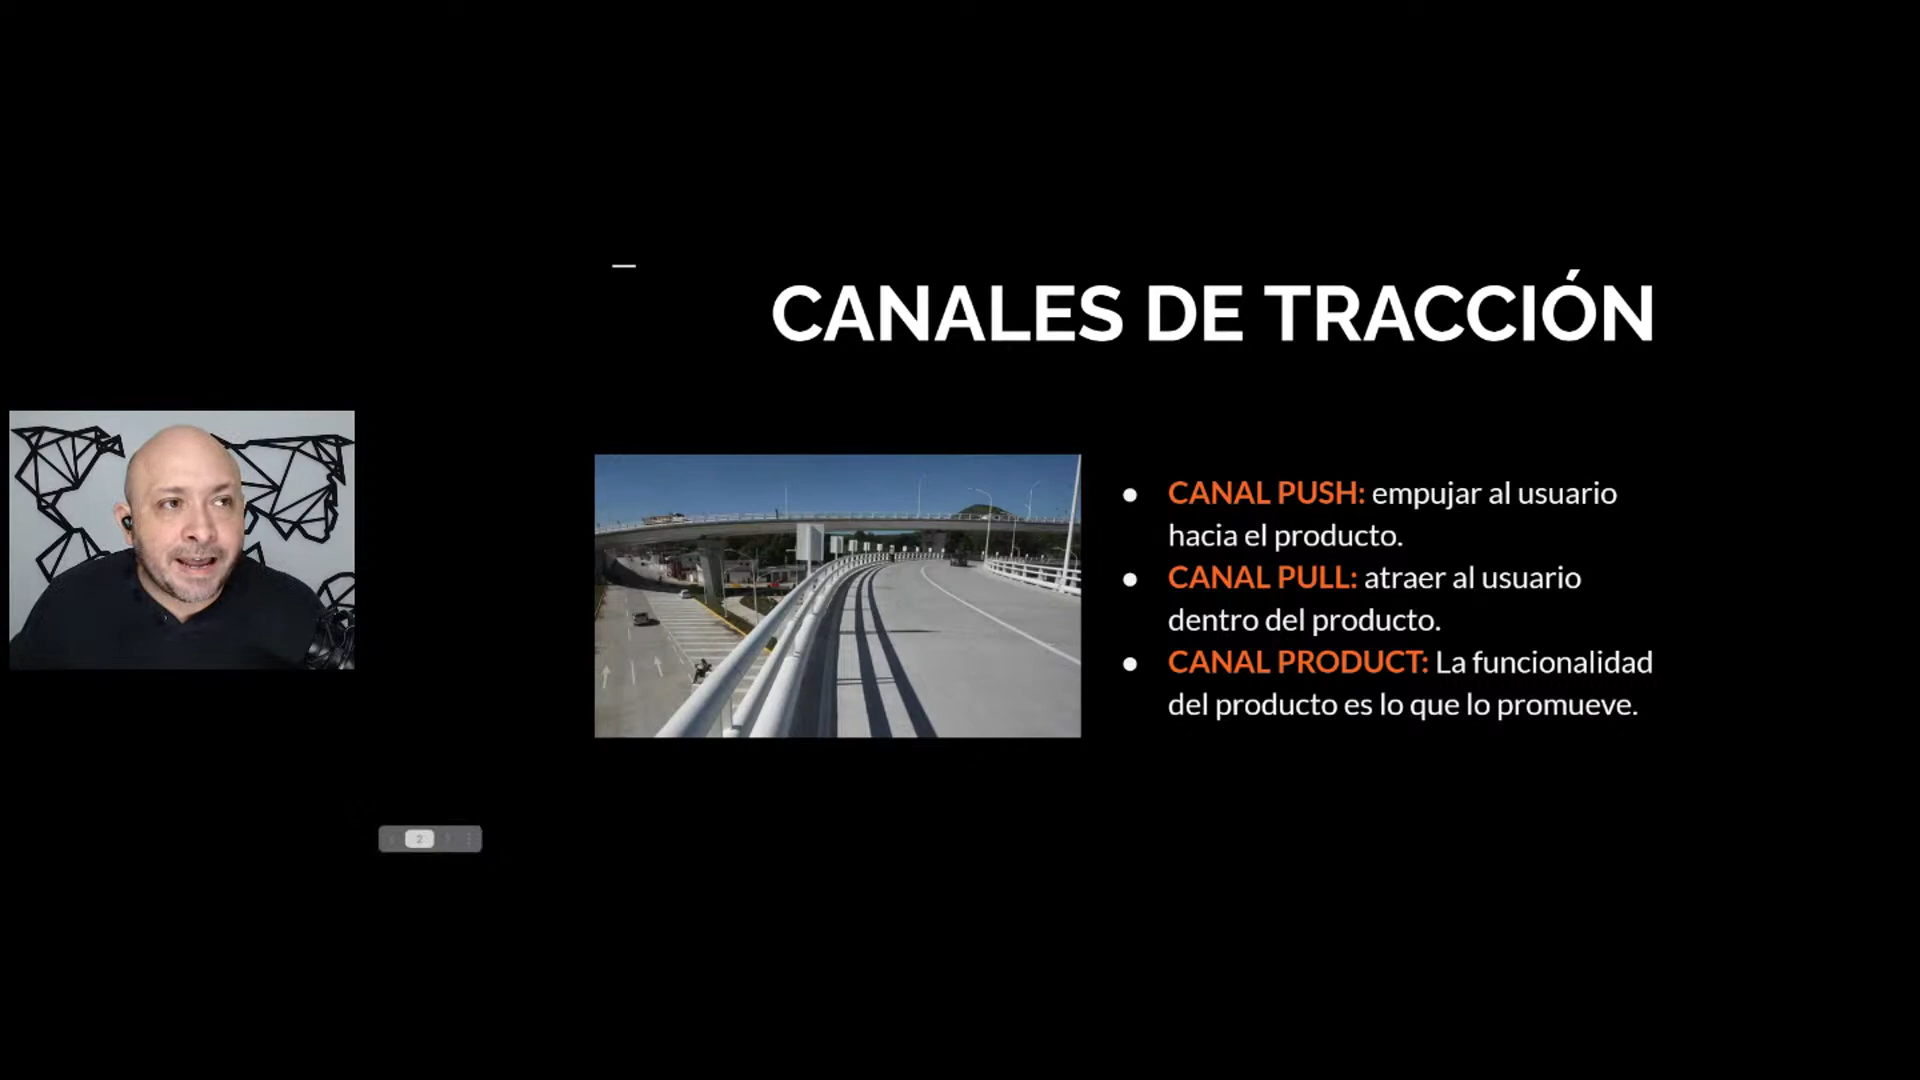 CANALES DE TRACCIÓN
● CANAL PUSH: empujar al usuario
hacia el producto.
● CANAL PULL: atraer al usuario
dentro del producto.
● CANAL PRODUCT: La funcionalidad
del producto es lo que lo promueve.
2